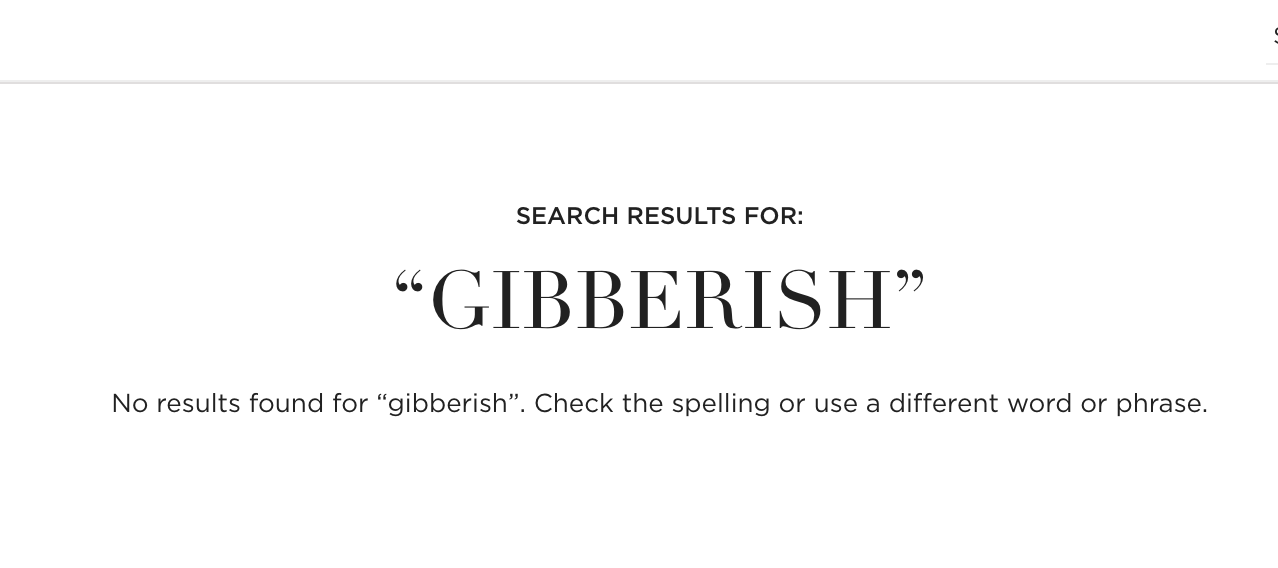 SEARCH RESULTS FOR:
“GIBBERISH”
No results found for “gibberish”. Check the spelling or use a different word or phrase.